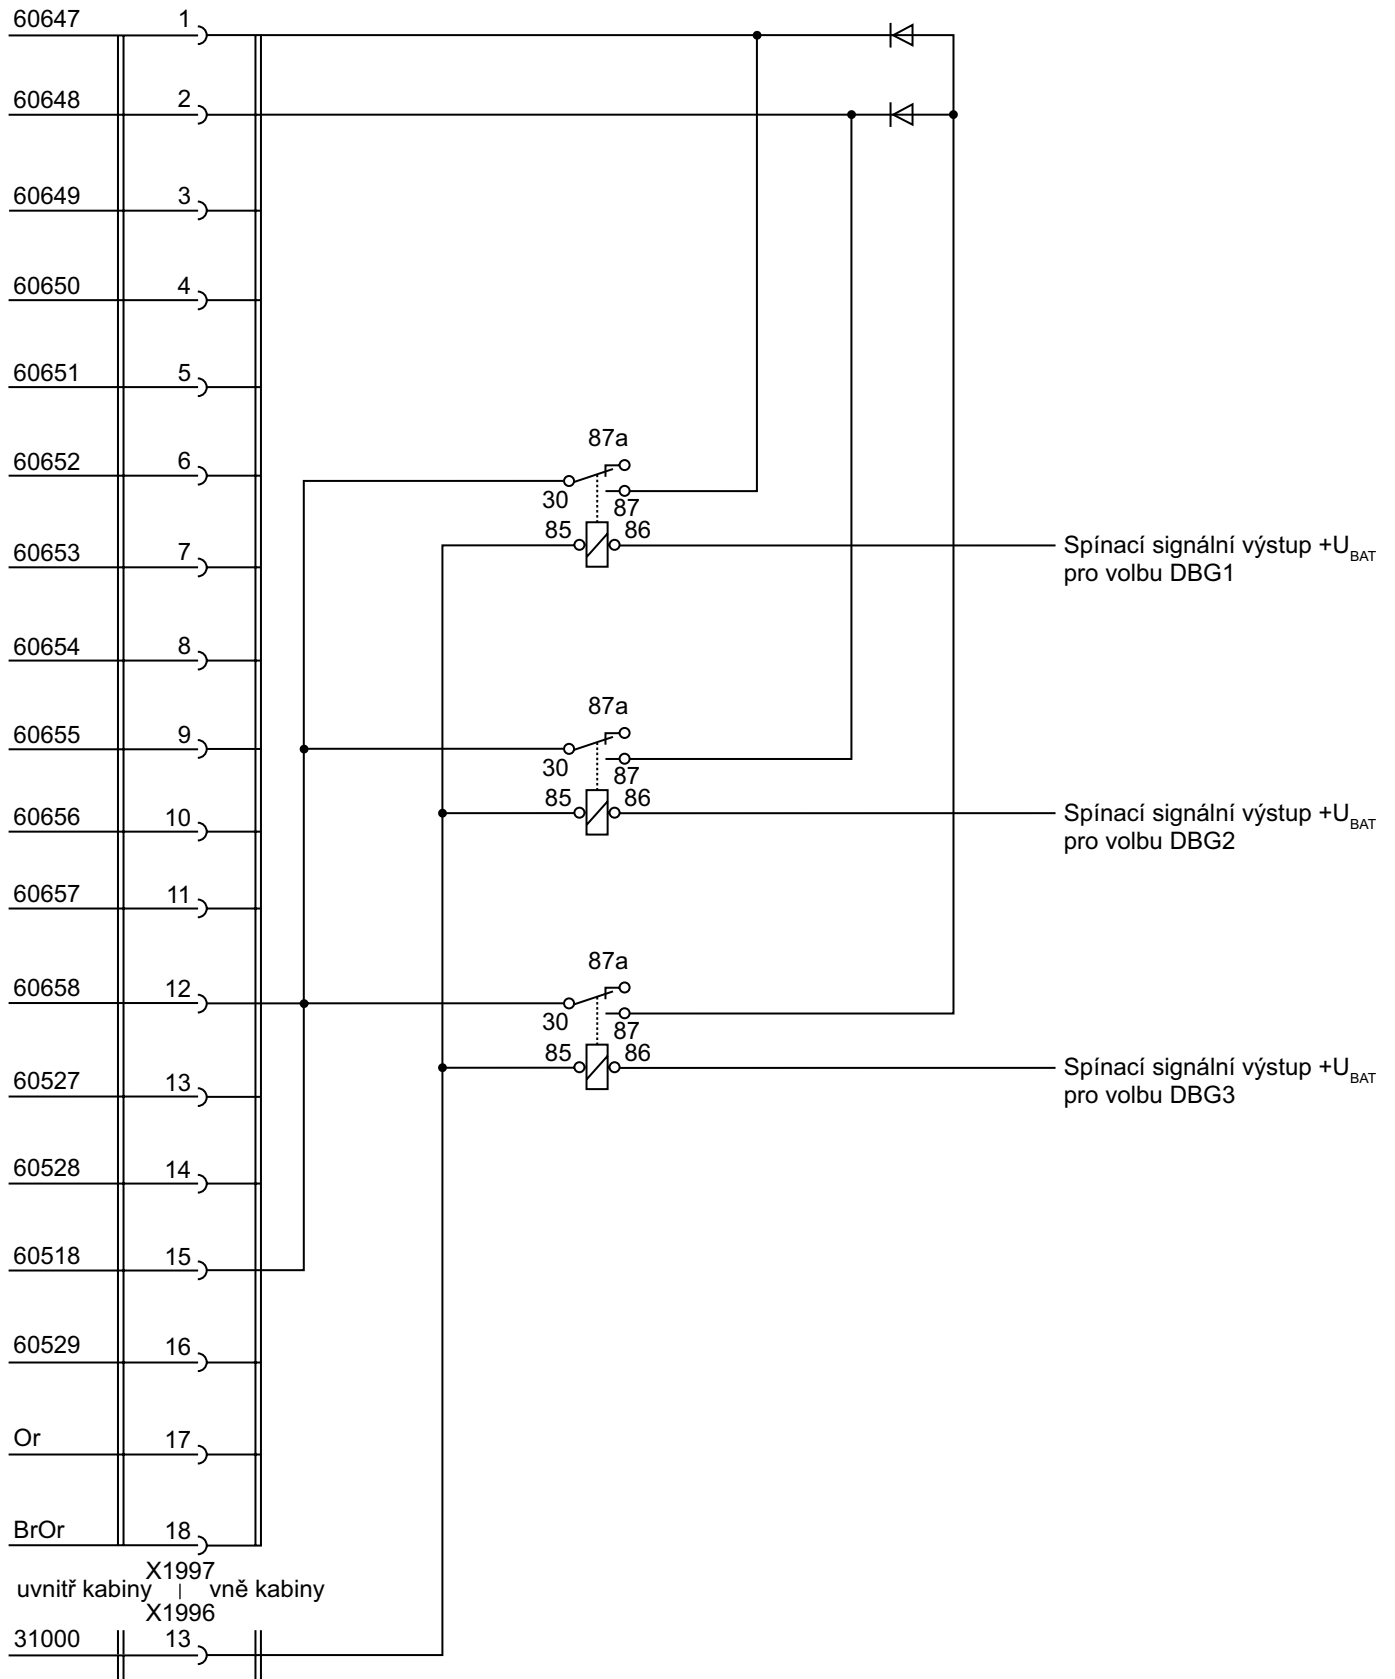 60647 1
60648 2
60649 3
60650 4
60651 5
87a
60652 6
30 87
85 86
60653 7
Spínací signální výstup +U_BAT
pro volbu DBG1
60654 8
87a
60655 9
30 87
85 86
60656 10
Spínací signální výstup +U_BAT
pro volbu DBG2
60657 11
87a
60658 12
30 87
85 86
60527 13
Spínací signální výstup +U_BAT
pro volbu DBG3
60528 14
60518 15
60529 16
Or 17
BrOr 18
X1997
uvnitř kabiny | vně kabiny
X1996
31000 13